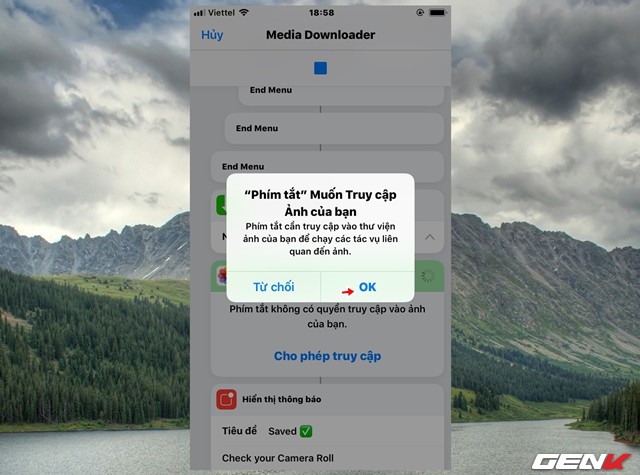 Viettel 18:58
Hủy Media Downloader
End Menu
End Menu
End Menu
“Phím tắt” Muốn Truy cập
Ảnh của bạn
Phím tắt cần truy cập vào thư viện
ảnh của bạn để chạy các tác vụ liên
quan đến ảnh.
Từ chối OK
Phím tắt không có quyền truy cập vào ảnh
của bạn.
Cho phép truy cập
Hiển thị thông báo
Tiêu đề Saved ✅
Check your Camera Roll
GENK